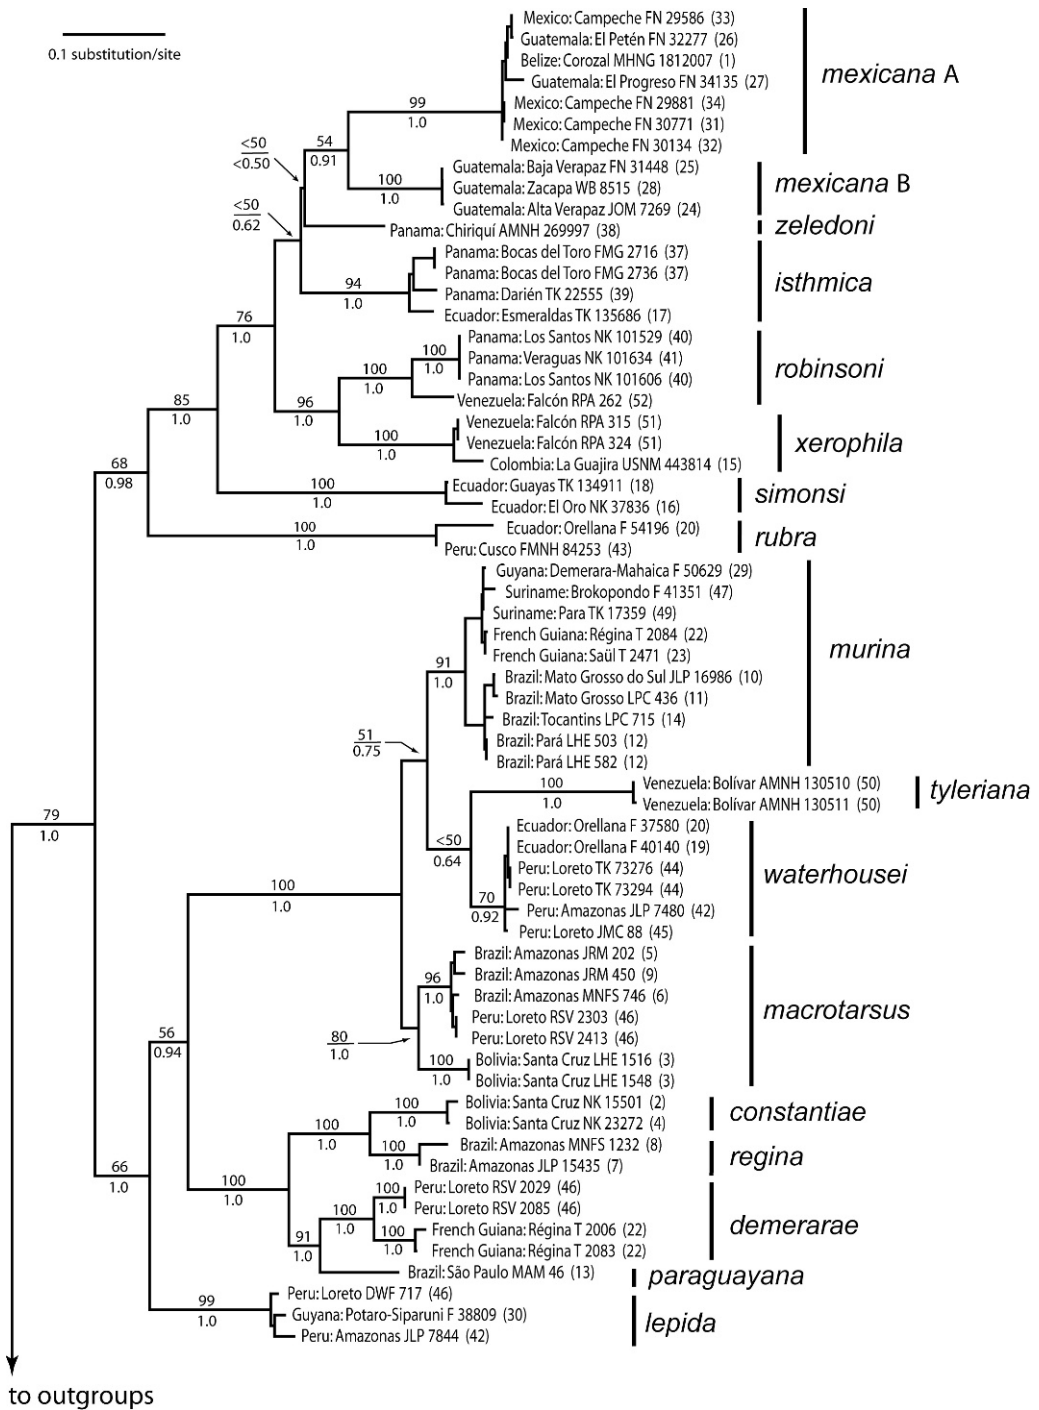 0.1 substitution/site
Mexico: Campeche FN 29586 (33)
Guatemala: El Petén FN 32277 (26)
Belize: Corozal MHNG 1812007 (1)
Guatemala: El Progreso FN 34135 (27)
mexicana A
99
1.0
Mexico: Campeche FN 29881 (34)
Mexico: Campeche FN 30771 (31)
Mexico: Campeche FN 30134 (32)
<50
<0.50
54
0.91
Guatemala: Baja Verapaz FN 31448 (25)
100
1.0
Guatemala: Zacapa WB 8515 (28)
mexicana B
Guatemala: Alta Verapaz JOM 7269 (24)
<50
0.62
Panama: Chiriquí AMNH 269997 (38)
zeledoni
Panama: Bocas del Toro FMG 2716 (37)
Panama: Bocas del Toro FMG 2736 (37)
isthmica
94
1.0
Panama: Darién TK 22555 (39)
Ecuador: Esmeraldas TK 135686 (17)
76
1.0
Panama: Los Santos NK 101529 (40)
100
1.0
Panama: Veraguas NK 101634 (41)
100
1.0
robinsoni
Panama: Los Santos NK 101606 (40)
Venezuela: Falcón RPA 262 (52)
96
1.0
85
1.0
Venezuela: Falcón RPA 315 (51)
Venezuela: Falcón RPA 324 (51)
xerophila
100
1.0
Colombia: La Guajira USNM 443814 (15)
68
0.98
Ecuador: Guayas TK 134911 (18)
100
1.0
simonsi
Ecuador: El Oro NK 37836 (16)
Ecuador: Orellana F 54196 (20)
100
1.0
rubra
Peru: Cusco FMNH 84253 (43)
Guyana: Demerara-Mahaica F 50629 (29)
Suriname: Brokopondo F 41351 (47)
Suriname: Para TK 17359 (49)
French Guiana: Régina T 2084 (22)
French Guiana: Saül T 2471 (23)
murina
91
1.0
Brazil: Mato Grosso do Sul JLP 16986 (10)
Brazil: Mato Grosso LPC 436 (11)
Brazil: Tocantins LPC 715 (14)
Brazil: Pará LHE 503 (12)
Brazil: Pará LHE 582 (12)
51
0.75
100
1.0
Venezuela: Bolívar AMNH 130510 (50)
Venezuela: Bolívar AMNH 130511 (50)
tyleriana
79
1.0
Ecuador: Orellana F 37580 (20)
<50
0.64
Ecuador: Orellana F 40140 (19)
Peru: Loreto TK 73276 (44)
waterhousei
Peru: Loreto TK 73294 (44)
70
0.92
Peru: Amazonas JLP 7480 (42)
Peru: Loreto JMC 88 (45)
100
1.0
Brazil: Amazonas JRM 202 (5)
Brazil: Amazonas JRM 450 (9)
96
1.0
Brazil: Amazonas MNFS 746 (6)
macrotarsus
Peru: Loreto RSV 2303 (46)
Peru: Loreto RSV 2413 (46)
80
1.0
100
1.0
Bolivia: Santa Cruz LHE 1516 (3)
Bolivia: Santa Cruz LHE 1548 (3)
56
0.94
Bolivia: Santa Cruz NK 15501 (2)
100
1.0
constantiae
Bolivia: Santa Cruz NK 23272 (4)
100
1.0
Brazil: Amazonas MNFS 1232 (8)
100
1.0
regina
Brazil: Amazonas JLP 15435 (7)
66
1.0
100
1.0
Peru: Loreto RSV 2029 (46)
100
1.0
Peru: Loreto RSV 2085 (46)
100
1.0
demerarae
French Guiana: Régina T 2006 (22)
100
1.0
French Guiana: Régina T 2083 (22)
91
1.0
Brazil: São Paulo MAM 46 (13)
paraguayana
Peru: Loreto DWF 717 (46)
99
1.0
Guyana: Potaro-Siparuni F 38809 (30)
lepida
Peru: Amazonas JLP 7844 (42)
to outgroups